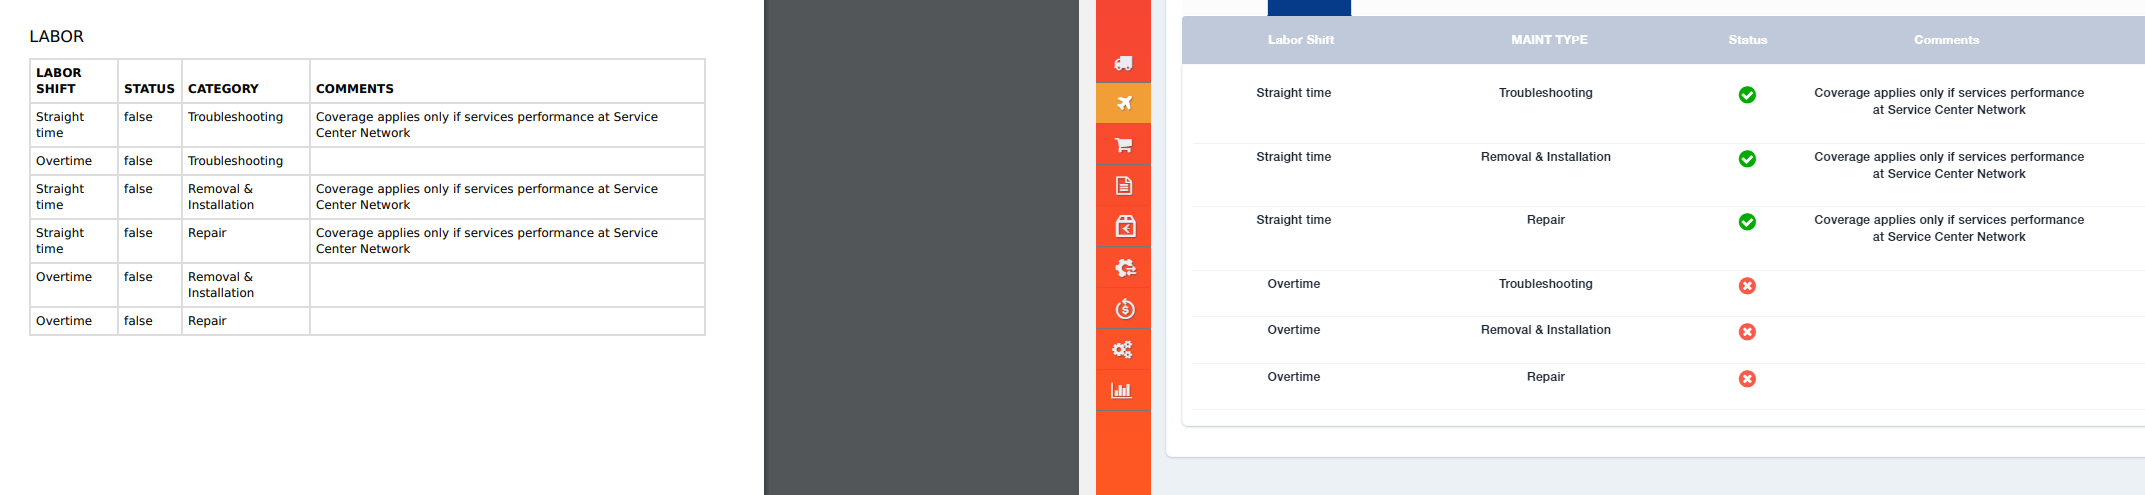 LABOR
LABOR SHIFT STATUS CATEGORY COMMENTS
Straight time false Troubleshooting Coverage applies only if services performance at Service Center Network
Overtime false Troubleshooting
Straight time false Removal & Installation Coverage applies only if services performance at Service Center Network
Straight time false Repair Coverage applies only if services performance at Service Center Network
Overtime false Removal & Installation
Overtime false Repair
Labor Shift MAINT TYPE Status Comments
Straight time Troubleshooting Coverage applies only if services performance at Service Center Network
Straight time Removal & Installation Coverage applies only if services performance at Service Center Network
Straight time Repair Coverage applies only if services performance at Service Center Network
Overtime Troubleshooting
Overtime Removal & Installation
Overtime Repair